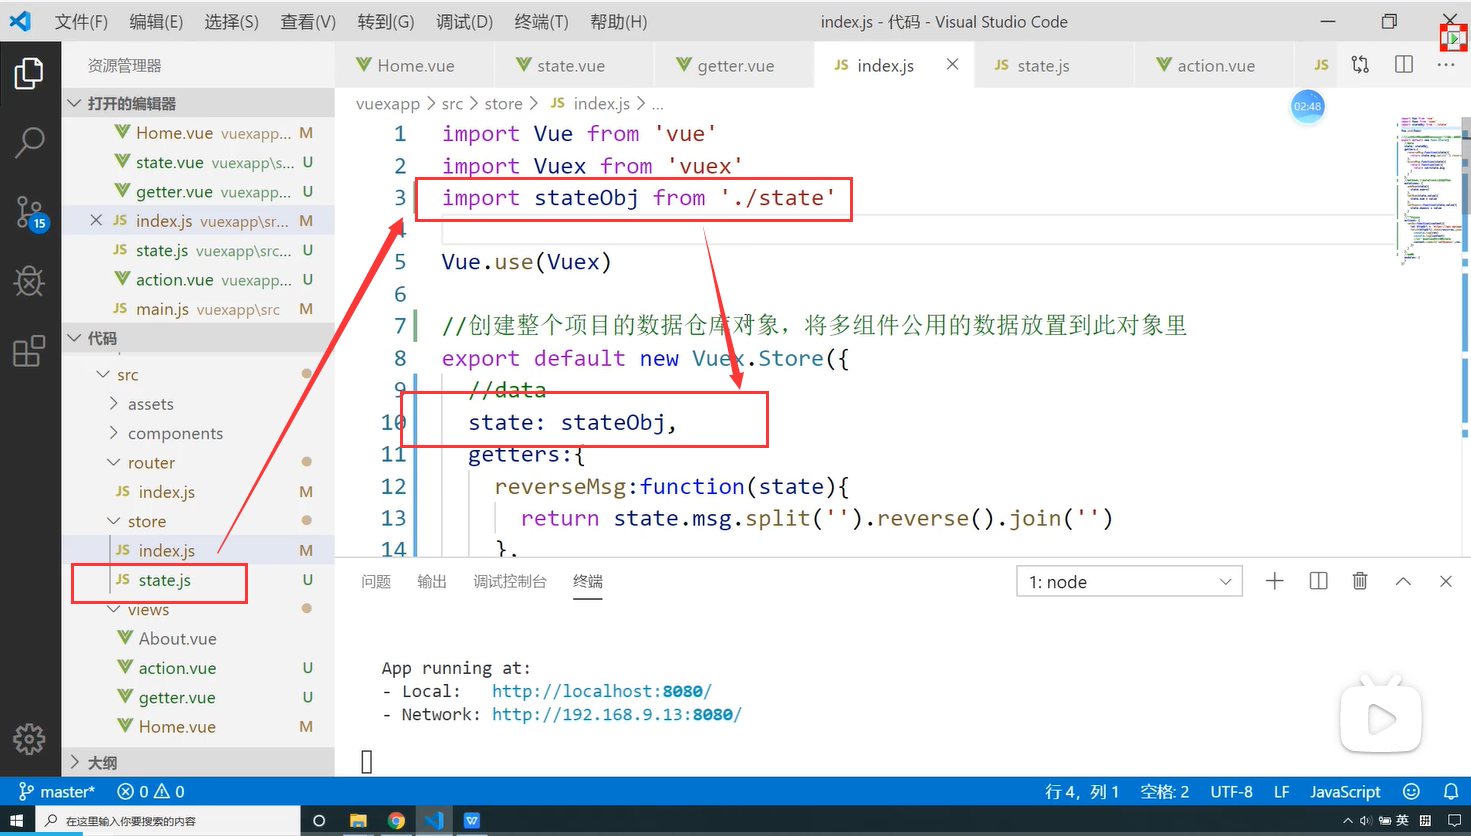 文件(F) 编辑(E) 选择(S) 查看(V) 转到(G) 调试(D) 终端(T) 帮助(H) index.js - 代码 - Visual Studio Code
资源管理器
Home.vue state.vue getter.vue JS index.js JS state.js action.vue JS
打开的编辑器
Home.vue vuexapp... M
state.vue vuexapp\s... U
getter.vue vuexapp... U
JS index.js vuexapp\sr... M
JS state.js vuexapp\src... U
action.vue vuexapp... U
JS main.js vuexapp\src M
代码
src
assets
components
router
JS index.js M
store
JS index.js M
JS state.js U
views
About.vue
action.vue U
getter.vue U
Home.vue M
大纲
15
vuexapp > src > store > JS index.js > ...
02:48
1 import Vue from 'vue'
2 import Vuex from 'vuex'
3 import stateObj from './state'
4
5 Vue.use(Vuex)
6
7 //创建整个项目的数据仓库对象，将多组件公用的数据放置到此对象里
8 export default new Vuex.Store({
9 //data
10 state: stateObj,
11 getters:{
12 reverseMsg:function(state){
13 return state.msg.split('').reverse().join('')
14 },
问题 输出 调试控制台 终端 1: node
App running at:
- Local: http://localhost:8080/
- Network: http://192.168.9.13:8080/
master* 0 0 行 4，列 1 空格: 2 UTF-8 LF JavaScript
在这里输入你要搜索的内容 英